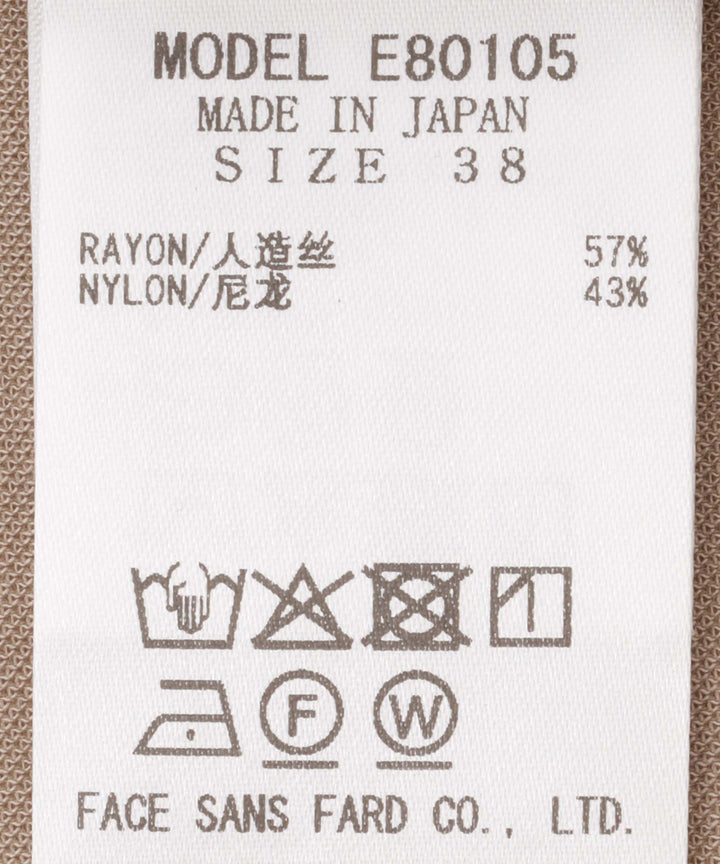 MODEL E80105
MADE IN JAPAN
SIZE 38
RAYON/人造丝 57%
NYLON/尼龙 43%
F W
FACE SANS FARD CO., LTD.